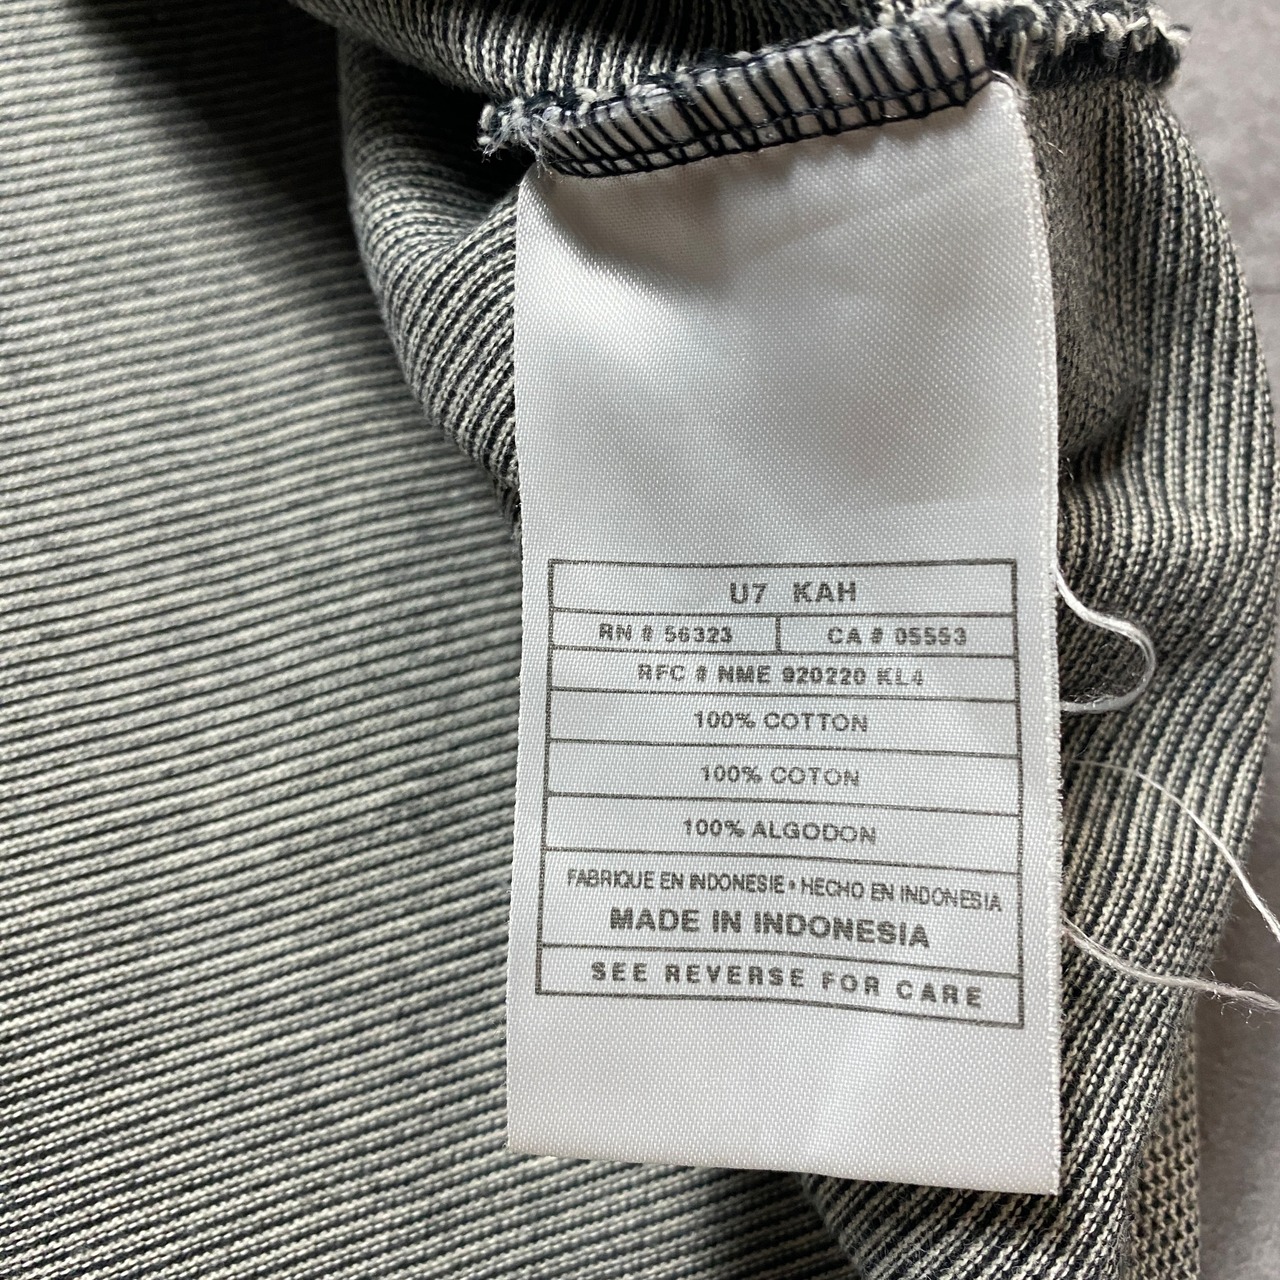 U7 KAH
RN # 56323 CA # 05553
RFC # NME 920220 KL4
100% COTTON
100% COTON
100% ALGODON
FABRIQUE EN INDONESIE • HECHO EN INDONESIA
MADE IN INDONESIA
SEE REVERSE FOR CARE